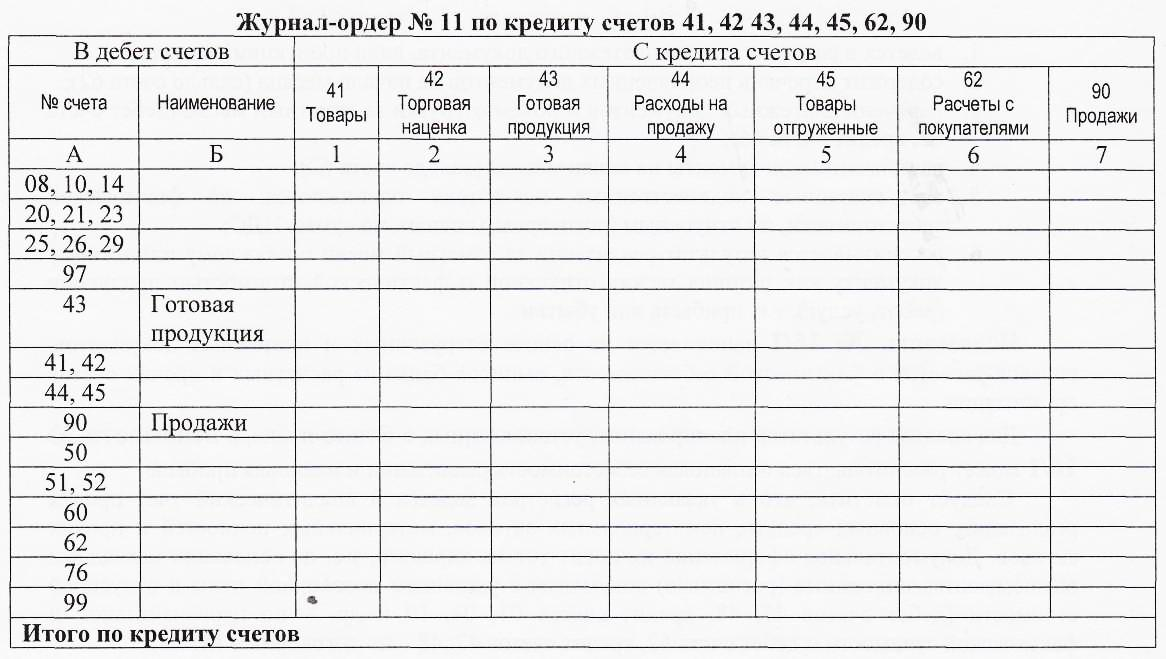 Журнал-ордер № 11 по кредиту счетов 41, 42 43, 44, 45, 62, 90
В дебет счетов С кредита счетов
№ счета Наименование 41 Товары 42 Торговая наценка 43 Готовая продукция 44 Расходы на продажу 45 Товары отгруженные 62 Расчеты с покупателями 90 Продажи
А Б 1 2 3 4 5 6 7
08, 10, 14
20, 21, 23
25, 26, 29
97
43 Готовая
продукция
41, 42
44, 45
90 Продажи
50
51, 52
60
62
76
99
Итого по кредиту счетов